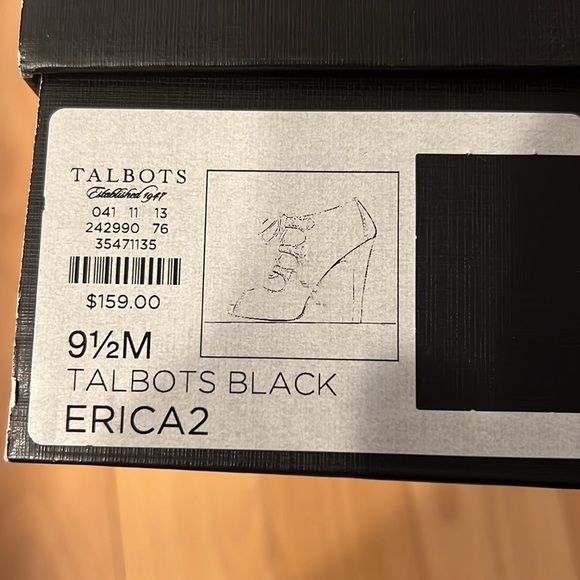 TALBOTS
Established 1947
041 11 13
242990 76
35471135
$159.00
9½M
TALBOTS BLACK
ERICA2